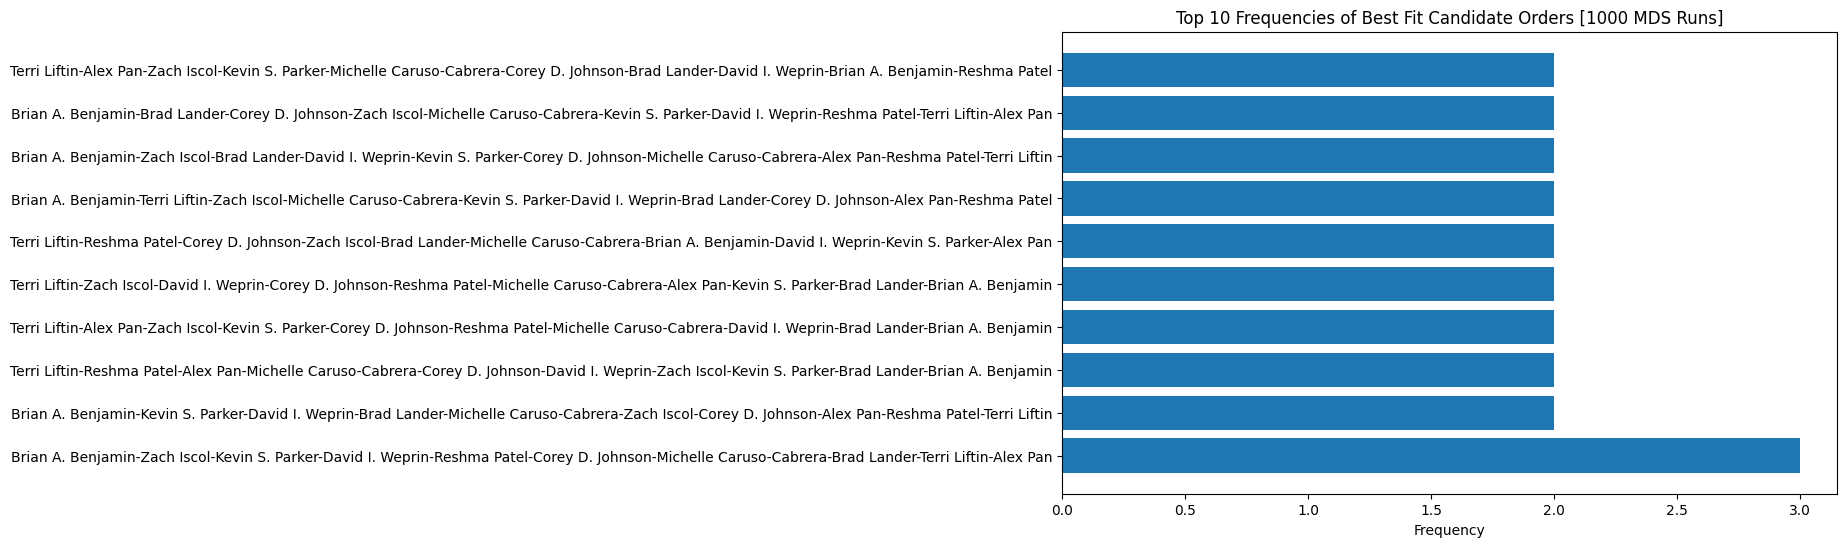 Top 10 Frequencies of Best Fit Candidate Orders [1000 MDS Runs]
Terri Liftin-Alex Pan-Zach Iscol-Kevin S. Parker-Michelle Caruso-Cabrera-Corey D. Johnson-Brad Lander-David I. Weprin-Brian A. Benjamin-Reshma Patel
Brian A. Benjamin-Brad Lander-Corey D. Johnson-Zach Iscol-Michelle Caruso-Cabrera-Kevin S. Parker-David I. Weprin-Reshma Patel-Terri Liftin-Alex Pan
Brian A. Benjamin-Zach Iscol-Brad Lander-David I. Weprin-Kevin S. Parker-Corey D. Johnson-Michelle Caruso-Cabrera-Alex Pan-Reshma Patel-Terri Liftin
Brian A. Benjamin-Terri Liftin-Zach Iscol-Michelle Caruso-Cabrera-Kevin S. Parker-David I. Weprin-Brad Lander-Corey D. Johnson-Alex Pan-Reshma Patel
Terri Liftin-Reshma Patel-Corey D. Johnson-Zach Iscol-Brad Lander-Michelle Caruso-Cabrera-Brian A. Benjamin-David I. Weprin-Kevin S. Parker-Alex Pan
Terri Liftin-Zach Iscol-David I. Weprin-Corey D. Johnson-Reshma Patel-Michelle Caruso-Cabrera-Alex Pan-Kevin S. Parker-Brad Lander-Brian A. Benjamin
Terri Liftin-Alex Pan-Zach Iscol-Kevin S. Parker-Corey D. Johnson-Reshma Patel-Michelle Caruso-Cabrera-David I. Weprin-Brad Lander-Brian A. Benjamin
Terri Liftin-Reshma Patel-Alex Pan-Michelle Caruso-Cabrera-Corey D. Johnson-David I. Weprin-Zach Iscol-Kevin S. Parker-Brad Lander-Brian A. Benjamin
Brian A. Benjamin-Kevin S. Parker-David I. Weprin-Brad Lander-Michelle Caruso-Cabrera-Zach Iscol-Corey D. Johnson-Alex Pan-Reshma Patel-Terri Liftin
Brian A. Benjamin-Zach Iscol-Kevin S. Parker-David I. Weprin-Reshma Patel-Corey D. Johnson-Michelle Caruso-Cabrera-Brad Lander-Terri Liftin-Alex Pan
0.0 0.5 1.0 1.5 2.0 2.5 3.0
Frequency